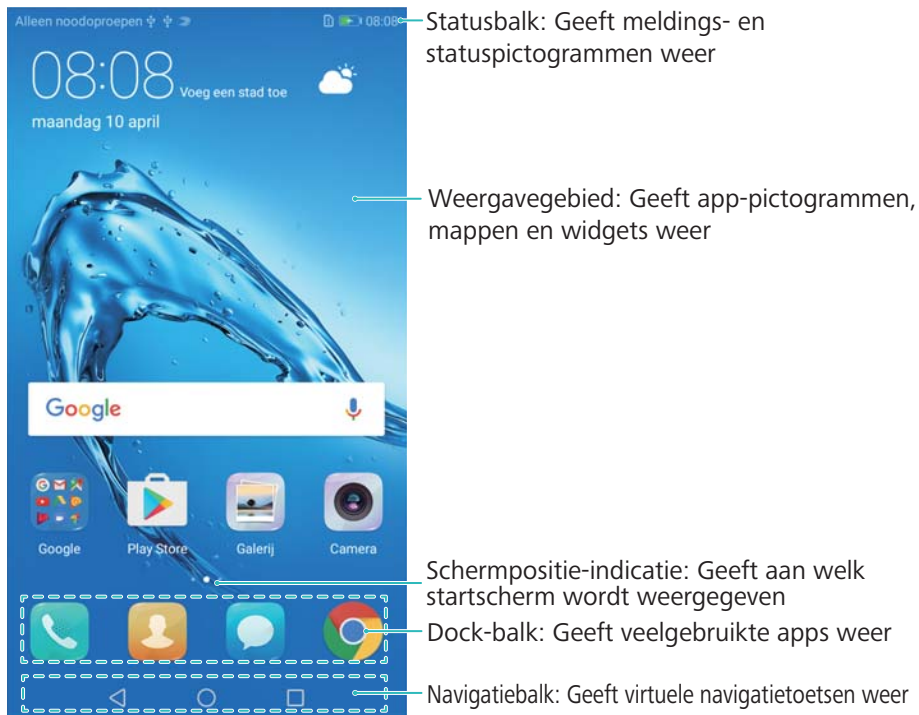 Alleen noodoproepen
08:08
08:08
Voeg een stad toe
maandag 10 april
Google
Google
Play Store
Galerij
Camera
Statusbalk: Geeft meldings- en
statuspictogrammen weer
Weergavegebied: Geeft app-pictogrammen,
mappen en widgets weer
Schermpositie-indicatie: Geeft aan welk
startscherm wordt weergegeven
Dock-balk: Geeft veelgebruikte apps weer
Navigatiebalk: Geeft virtuele navigatietoetsen weer